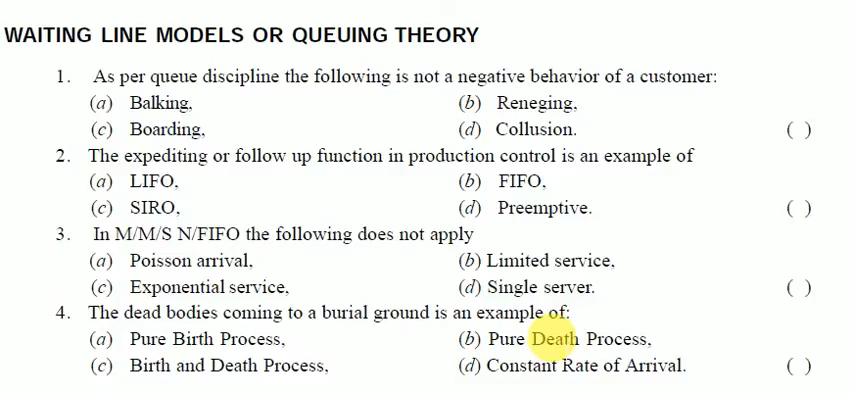 WAITING LINE MODELS OR QUEUING THEORY
1. As per queue discipline the following is not a negative behavior of a customer:
(a) Balking, (b) Reneging,
(c) Boarding, (d) Collusion. ( )
2. The expediting or follow up function in production control is an example of
(a) LIFO, (b) FIFO,
(c) SIRO, (d) Preemptive. ( )
3. In M/M/S N/FIFO the following does not apply
(a) Poisson arrival, (b) Limited service,
(c) Exponential service, (d) Single server. ( )
4. The dead bodies coming to a burial ground is an example of:
(a) Pure Birth Process, (b) Pure Death Process,
(c) Birth and Death Process, (d) Constant Rate of Arrival. ( )